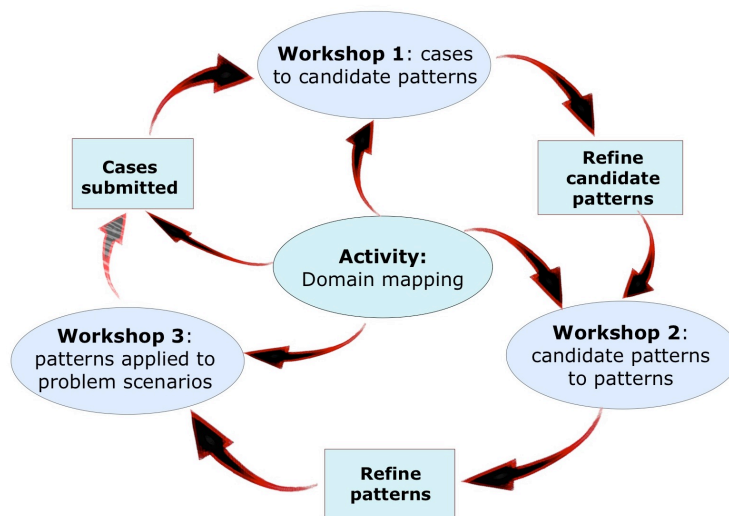 Workshop 1: cases
to candidate patterns
Cases
submitted
Refine
candidate
patterns
Activity:
Domain mapping
Workshop 3:
patterns applied to
problem scenarios
Workshop 2:
candidate patterns
to patterns
Refine
patterns